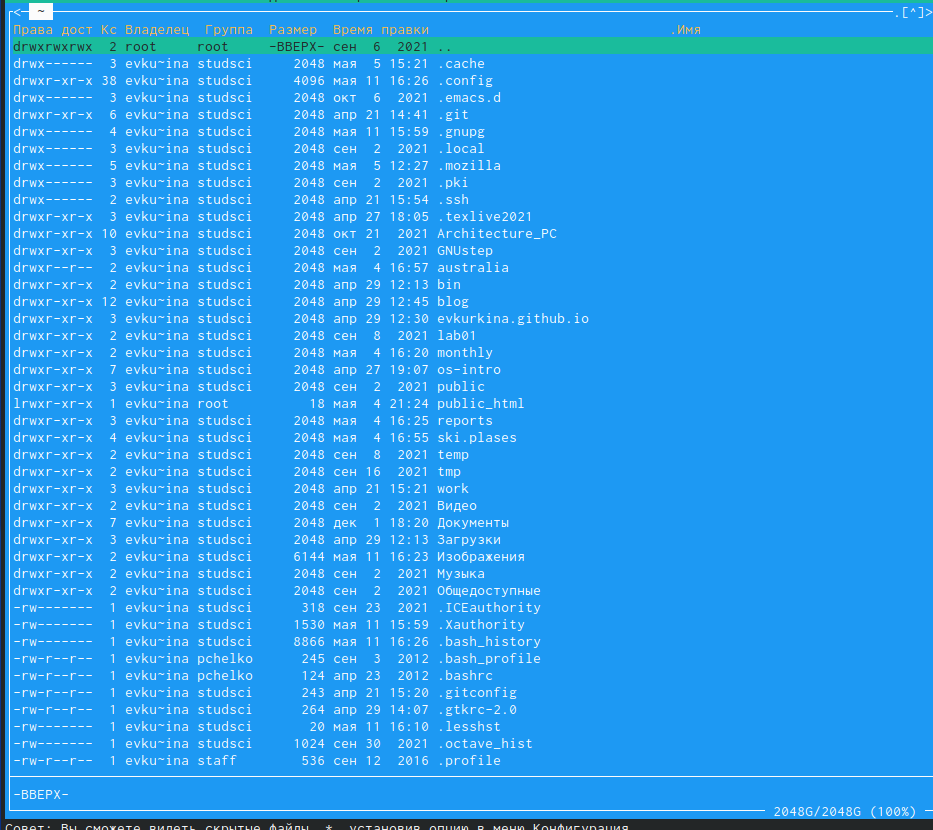 <─ ~ .[^]>
Права дост Кс Владелец Группа Размер Время правки .Имя
drwxrwxrwx 2 root root -ВВЕРХ- сен 6 2021 ..
drwx------ 3 evku~ina studsci 2048 мая 5 15:21 .cache
drwxr-xr-x 38 evku~ina studsci 4096 мая 11 16:26 .config
drwx------ 3 evku~ina studsci 2048 окт 6 2021 .emacs.d
drwxr-xr-x 6 evku~ina studsci 2048 апр 21 14:41 .git
drwx------ 4 evku~ina studsci 2048 мая 11 15:59 .gnupg
drwx------ 3 evku~ina studsci 2048 сен 2 2021 .local
drwx------ 5 evku~ina studsci 2048 мая 5 12:27 .mozilla
drwx------ 3 evku~ina studsci 2048 сен 2 2021 .pki
drwx------ 2 evku~ina studsci 2048 апр 21 15:54 .ssh
drwxr-xr-x 3 evku~ina studsci 2048 апр 27 18:05 .texlive2021
drwxr-xr-x 10 evku~ina studsci 2048 окт 21 2021 Architecture_PC
drwxr-xr-x 3 evku~ina studsci 2048 сен 2 2021 GNUstep
drwxr--r-- 2 evku~ina studsci 2048 мая 4 16:57 australia
drwxr-xr-x 2 evku~ina studsci 2048 апр 29 12:13 bin
drwxr-xr-x 12 evku~ina studsci 2048 апр 29 12:45 blog
drwxr-xr-x 3 evku~ina studsci 2048 апр 29 12:30 evkurkina.github.io
drwxr-xr-x 2 evku~ina studsci 2048 сен 8 2021 lab01
drwxr-xr-x 2 evku~ina studsci 2048 мая 4 16:20 monthly
drwxr-xr-x 7 evku~ina studsci 2048 апр 27 19:07 os-intro
drwxr-xr-x 3 evku~ina studsci 2048 сен 2 2021 public
lrwxr-xr-x 1 evku~ina root 18 мая 4 21:24 public_html
drwxr-xr-x 3 evku~ina studsci 2048 мая 4 16:25 reports
drwxr-xr-x 4 evku~ina studsci 2048 мая 4 16:55 ski.plases
drwxr-xr-x 2 evku~ina studsci 2048 сен 8 2021 temp
drwxr-xr-x 2 evku~ina studsci 2048 сен 16 2021 tmp
drwxr-xr-x 3 evku~ina studsci 2048 апр 21 15:21 work
drwxr-xr-x 2 evku~ina studsci 2048 сен 2 2021 Видео
drwxr-xr-x 7 evku~ina studsci 2048 дек 1 18:20 Документы
drwxr-xr-x 3 evku~ina studsci 2048 апр 29 12:13 Загрузки
drwxr-xr-x 2 evku~ina studsci 6144 мая 11 16:23 Изображения
drwxr-xr-x 2 evku~ina studsci 2048 сен 2 2021 Музыка
drwxr-xr-x 2 evku~ina studsci 2048 сен 2 2021 Общедоступные
-rw------- 1 evku~ina studsci 318 сен 23 2021 .ICEauthority
-rw------- 1 evku~ina studsci 1530 мая 11 15:59 .Xauthority
-rw------- 1 evku~ina studsci 8866 мая 11 16:26 .bash_history
-rw-r--r-- 1 evku~ina pchelko 245 сен 3 2012 .bash_profile
-rw-r--r-- 1 evku~ina pchelko 124 апр 23 2012 .bashrc
-rw-r--r-- 1 evku~ina studsci 243 апр 21 15:20 .gitconfig
-rw-r--r-- 1 evku~ina studsci 264 апр 29 14:07 .gtkrc-2.0
-rw------- 1 evku~ina studsci 20 мая 11 16:10 .lesshst
-rw------- 1 evku~ina studsci 1024 сен 30 2021 .octave_hist
-rw-r--r-- 1 evku~ina staff 536 сен 12 2016 .profile
-ВВЕРХ-
2048G/2048G (100%)
Совет: Вы сможете видеть скрытые файлы .*, установив опцию в меню Конфигурация